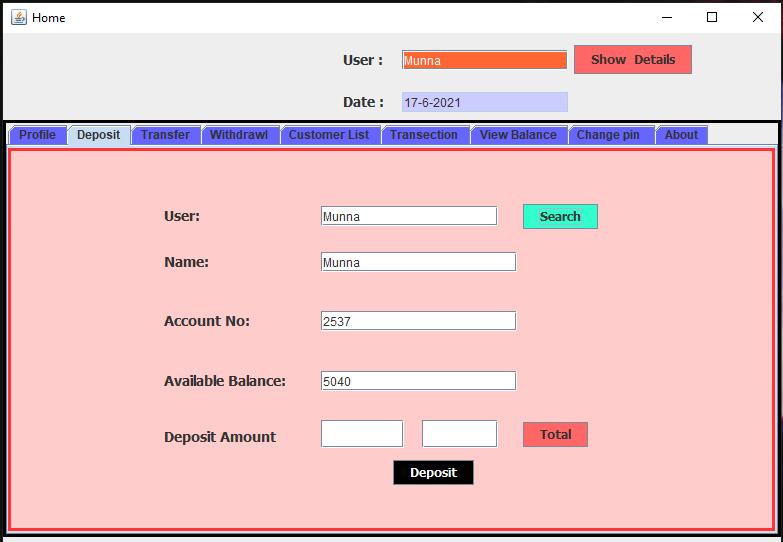 Home
User : Munna Show Details
Date : 17-6-2021
Profile Deposit Transfer Withdrawl Customer List Transection View Balance Change pin About
User: Munna Search
Name: Munna
Account No: 2537
Available Balance: 5040
Deposit Amount Total
Deposit